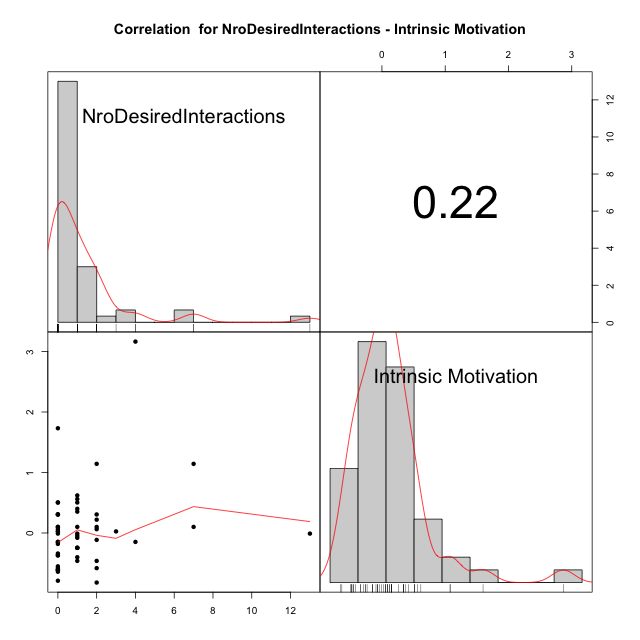 Correlation  for NroDesiredInteractions - Intrinsic Motivation
0 1 2 3
NroDesiredInteractions
0.22
12
10
8
6
4
2
0
3
2
1
0
Intrinsic Motivation
0 2 4 6 8 10 12